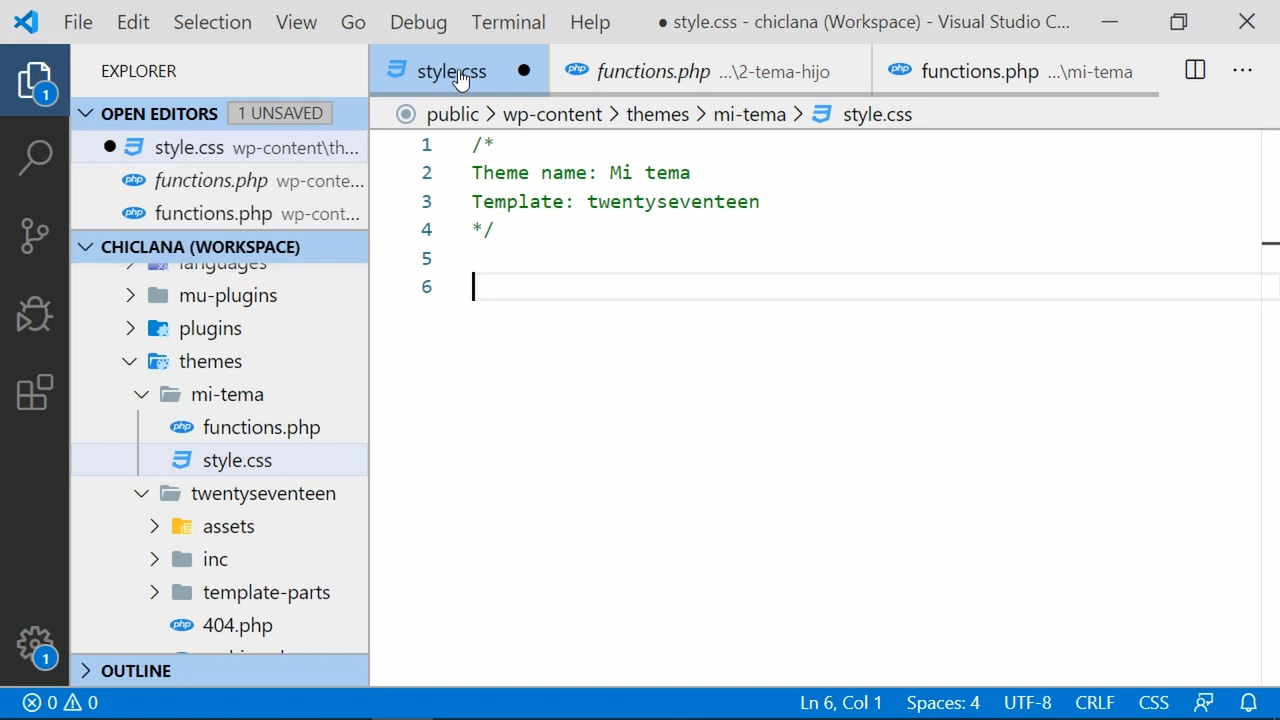 File Edit Selection View Go Debug Terminal Help ● style.css - chiclana (Workspace) - Visual Studio C...
EXPLORER
style.css functions.php ...\2-tema-hijo functions.php ...\mi-tema ...
OPEN EDITORS 1 UNSAVED
style.css wp-content\th...
functions.php wp-conte...
functions.php wp-cont...
CHICLANA (WORKSPACE)
languages
mu-plugins
plugins
themes
mi-tema
functions.php
style.css
twentyseventeen
assets
inc
template-parts
404.php
OUTLINE
1
1
public > wp-content > themes > mi-tema > style.css
1 /*
2 Theme name: Mi tema
3 Template: twentyseventeen
4 */
5
6
0 0 Ln 6, Col 1 Spaces: 4 UTF-8 CRLF CSS